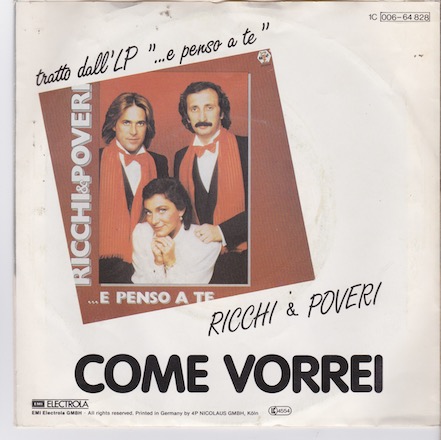 1C 006-64 828
tratto dall'LP "...e penso a te"
RICCHI & POVERI
...E PENSO A TE
RICCHI & POVERI
COME VORREI
EMI ELECTROLA
EMI Electrola GMBH · All rights reserved. Printed in Germany by 4P NICOLAUS GMBH, Köln
4554